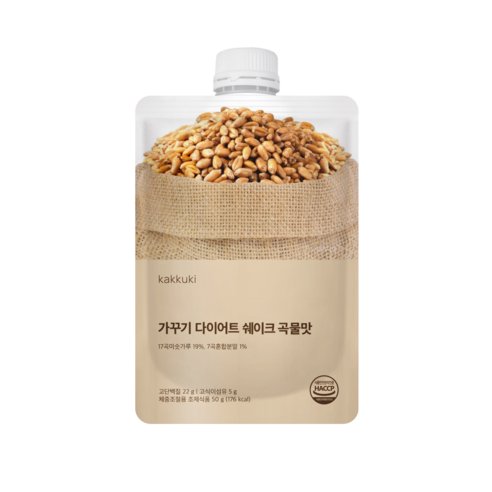 kakkuki
가꾸기 다이어트 쉐이크 곡물맛
17곡미숫가루 19%, 7곡혼합분말 1%
고단백질 22 g | 고식이섬유 5 g
체중조절용 조제식품 50 g (176 kcal)
HACCP